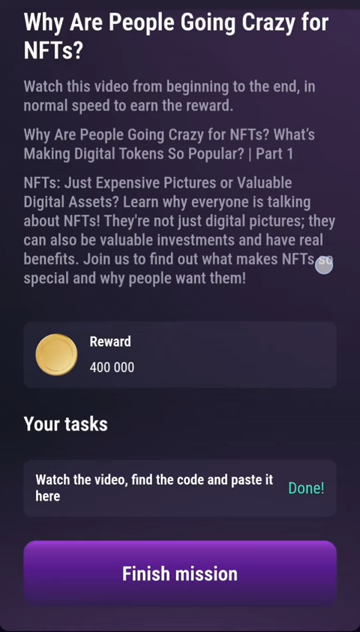 Why Are People Going Crazy for
NFTs?
Watch this video from beginning to the end, in
normal speed to earn the reward.
Why Are People Going Crazy for NFTs? What's
Making Digital Tokens So Popular? | Part 1
NFTs: Just Expensive Pictures or Valuable
Digital Assets? Learn why everyone is talking
about NFTs! They're not just digital pictures; they
can also be valuable investments and have real
benefits. Join us to find out what makes NFTs so
special and why people want them!
Reward
400 000
Your tasks
Watch the video, find the code and paste it
here
Done!
Finish mission